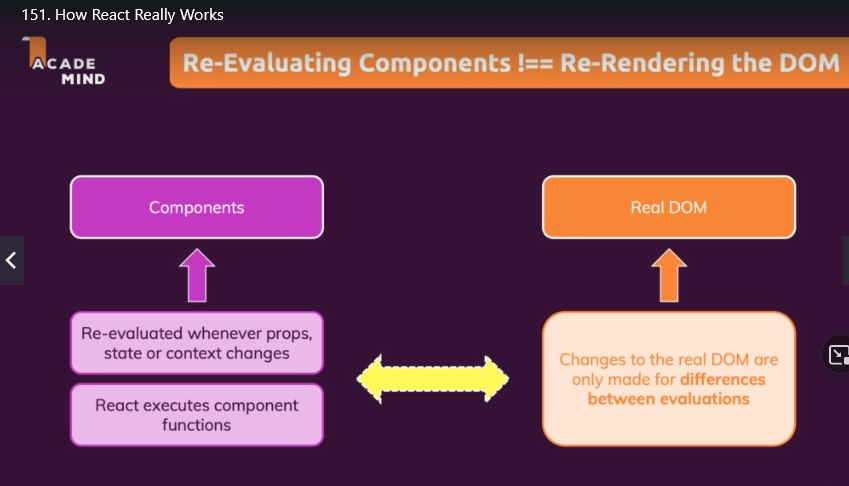 151. How React Really Works
ACADE
MIND
Re-Evaluating Components !== Re-Rendering the DOM
Components
Real DOM
Re-evaluated whenever props,
state or context changes
React executes component
functions
Changes to the real DOM are
only made for differences
between evaluations